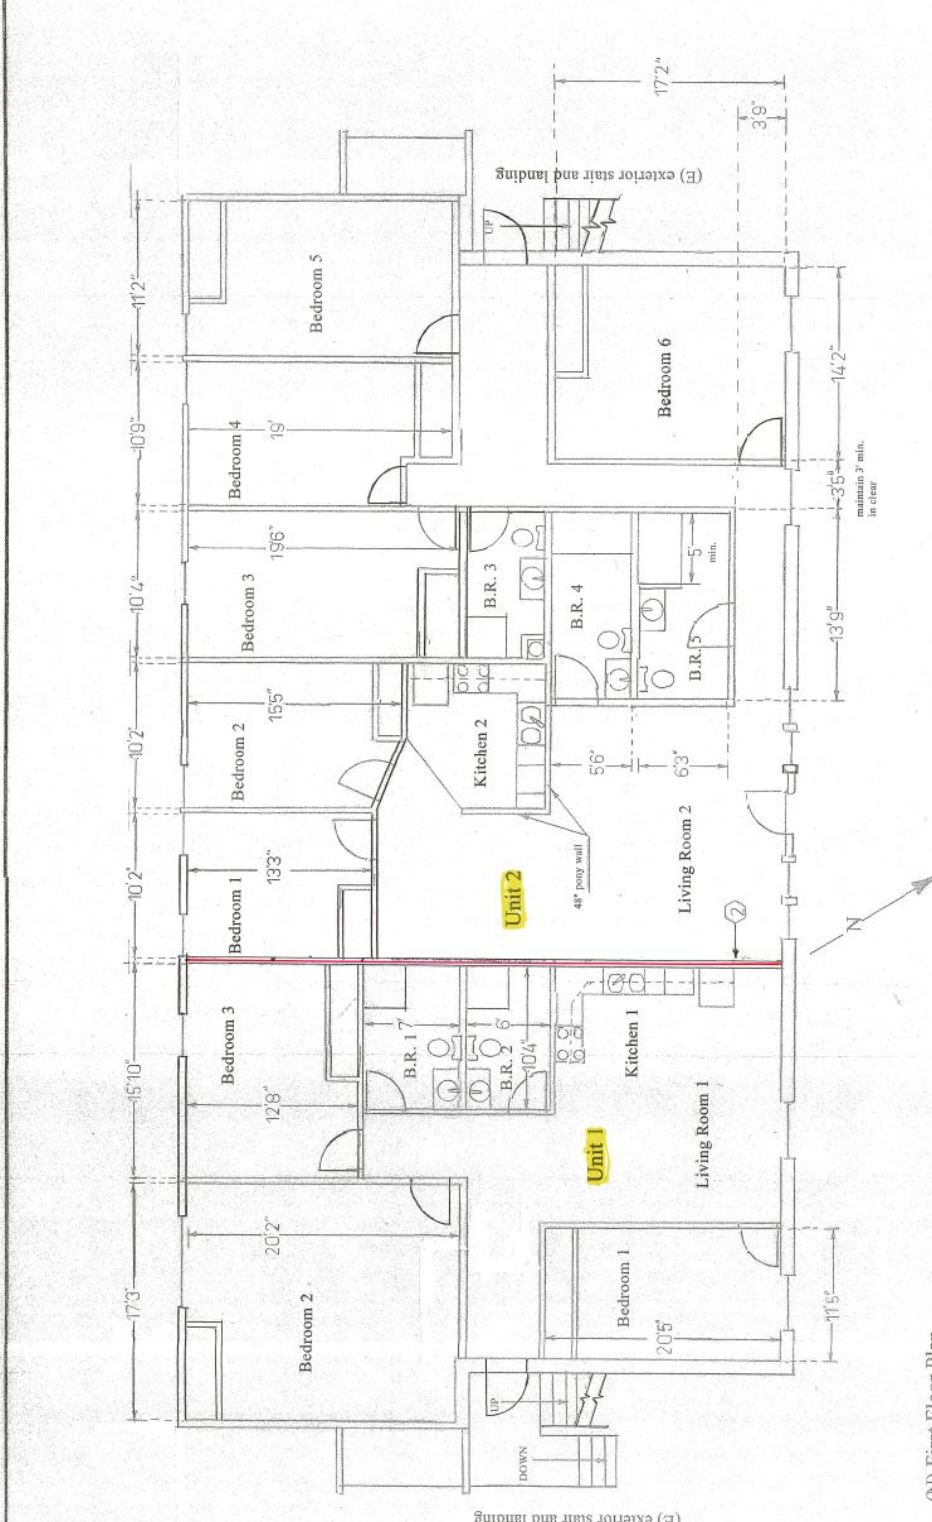 17'3"
15'10"
10'2"
10'2"
10'4"
10'9"
11'2"
Bedroom 2
20'2"
Bedroom 3
12'8"
Bedroom 1
13'3"
Bedroom 2
15'5"
Bedroom 3
19'6"
Bedroom 4
19'
Bedroom 5
B.R. 1
7'
B.R. 2
6'
10'4"
Kitchen 2
B.R. 3
UP
UP
DOWN
(E) exterior stair and landing
(E) exterior stair and landing
Unit 1
Unit 2
48" pony wall
B.R. 4
5'6"
Bedroom 1
20'5"
Kitchen 1
Living Room 1
Living Room 2
6'3"
B.R. 5
5'
min.
Bedroom 6
17'2"
2
3'9"
11'6"
13'9"
3'5"
14'2"
maintain 3' min.
in clear
N
(N) First Floor Plan